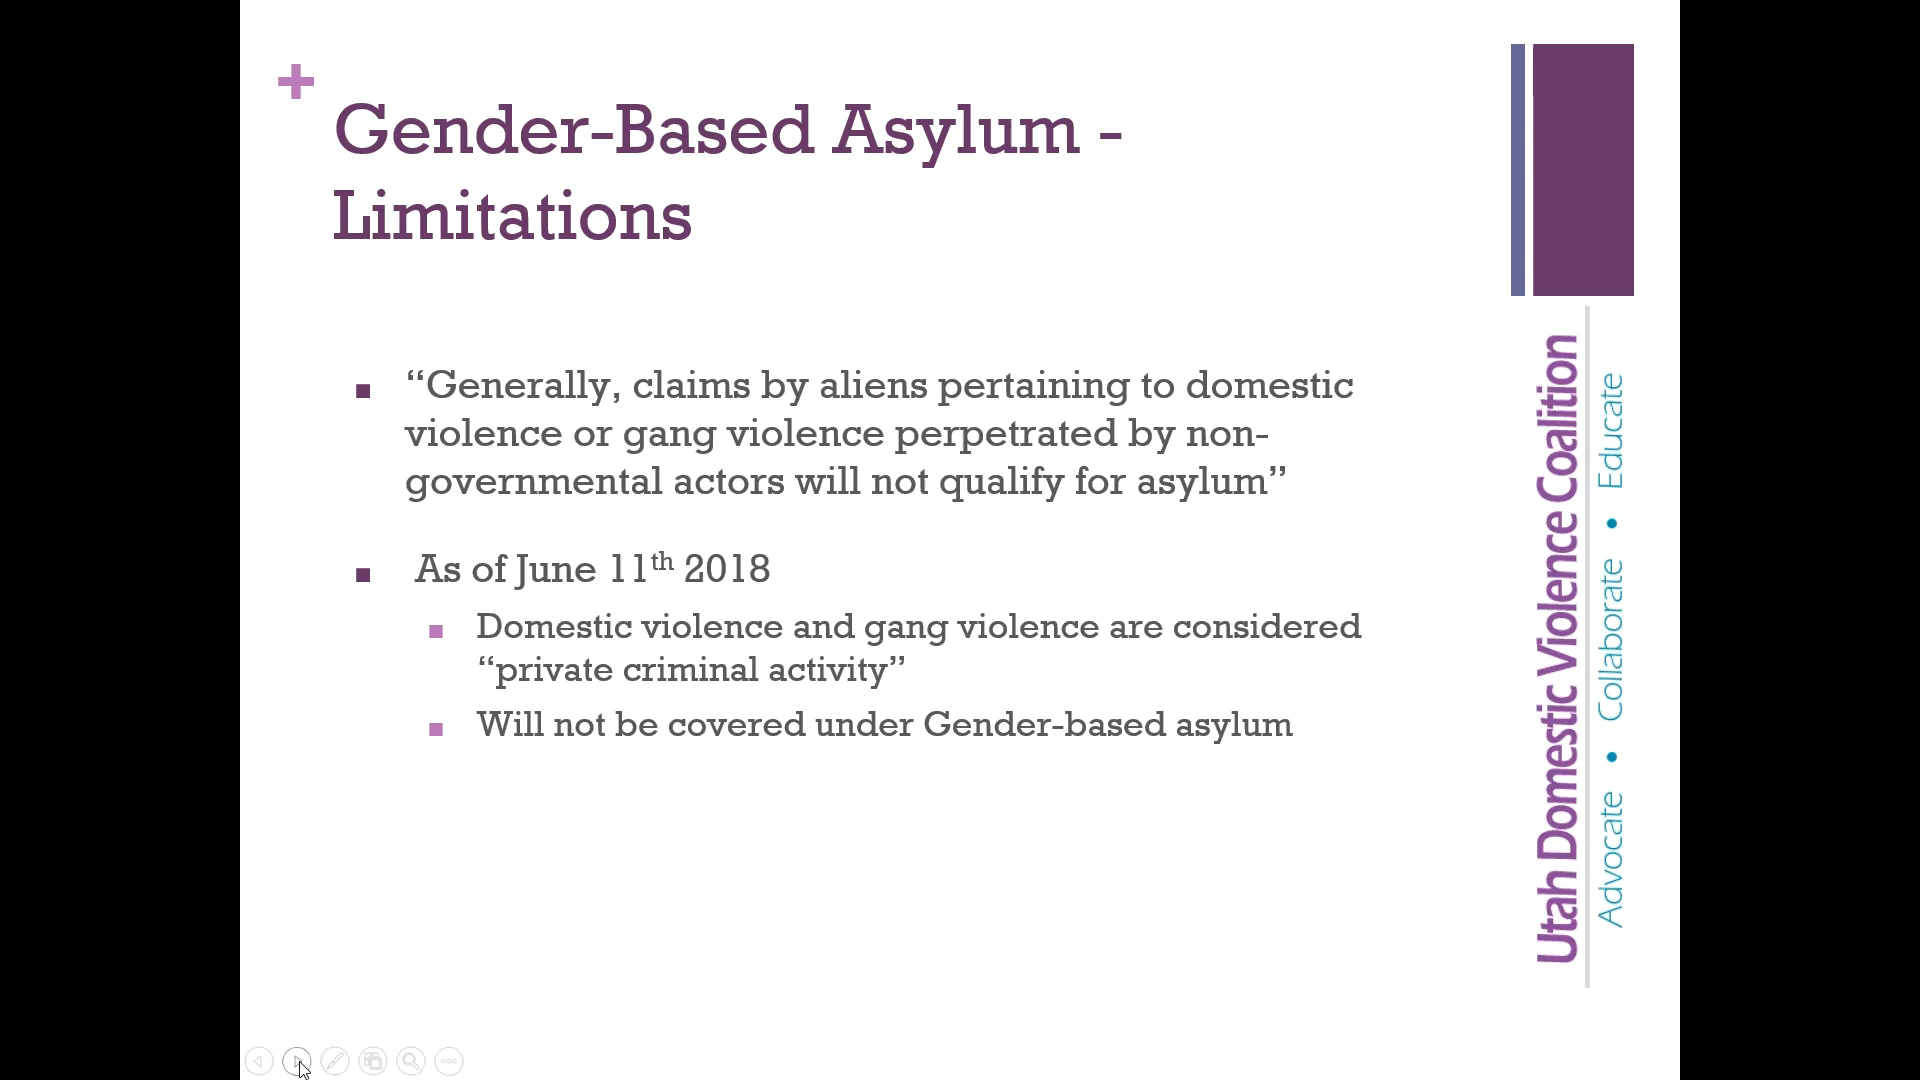 Gender-Based Asylum -
Limitations
“Generally, claims by aliens pertaining to domestic
violence or gang violence perpetrated by non-
governmental actors will not qualify for asylum”
As of June 11th 2018
Domestic violence and gang violence are considered
“private criminal activity”
Will not be covered under Gender-based asylum
Utah Domestic Violence Coalition
Advocate • Collaborate • Educate